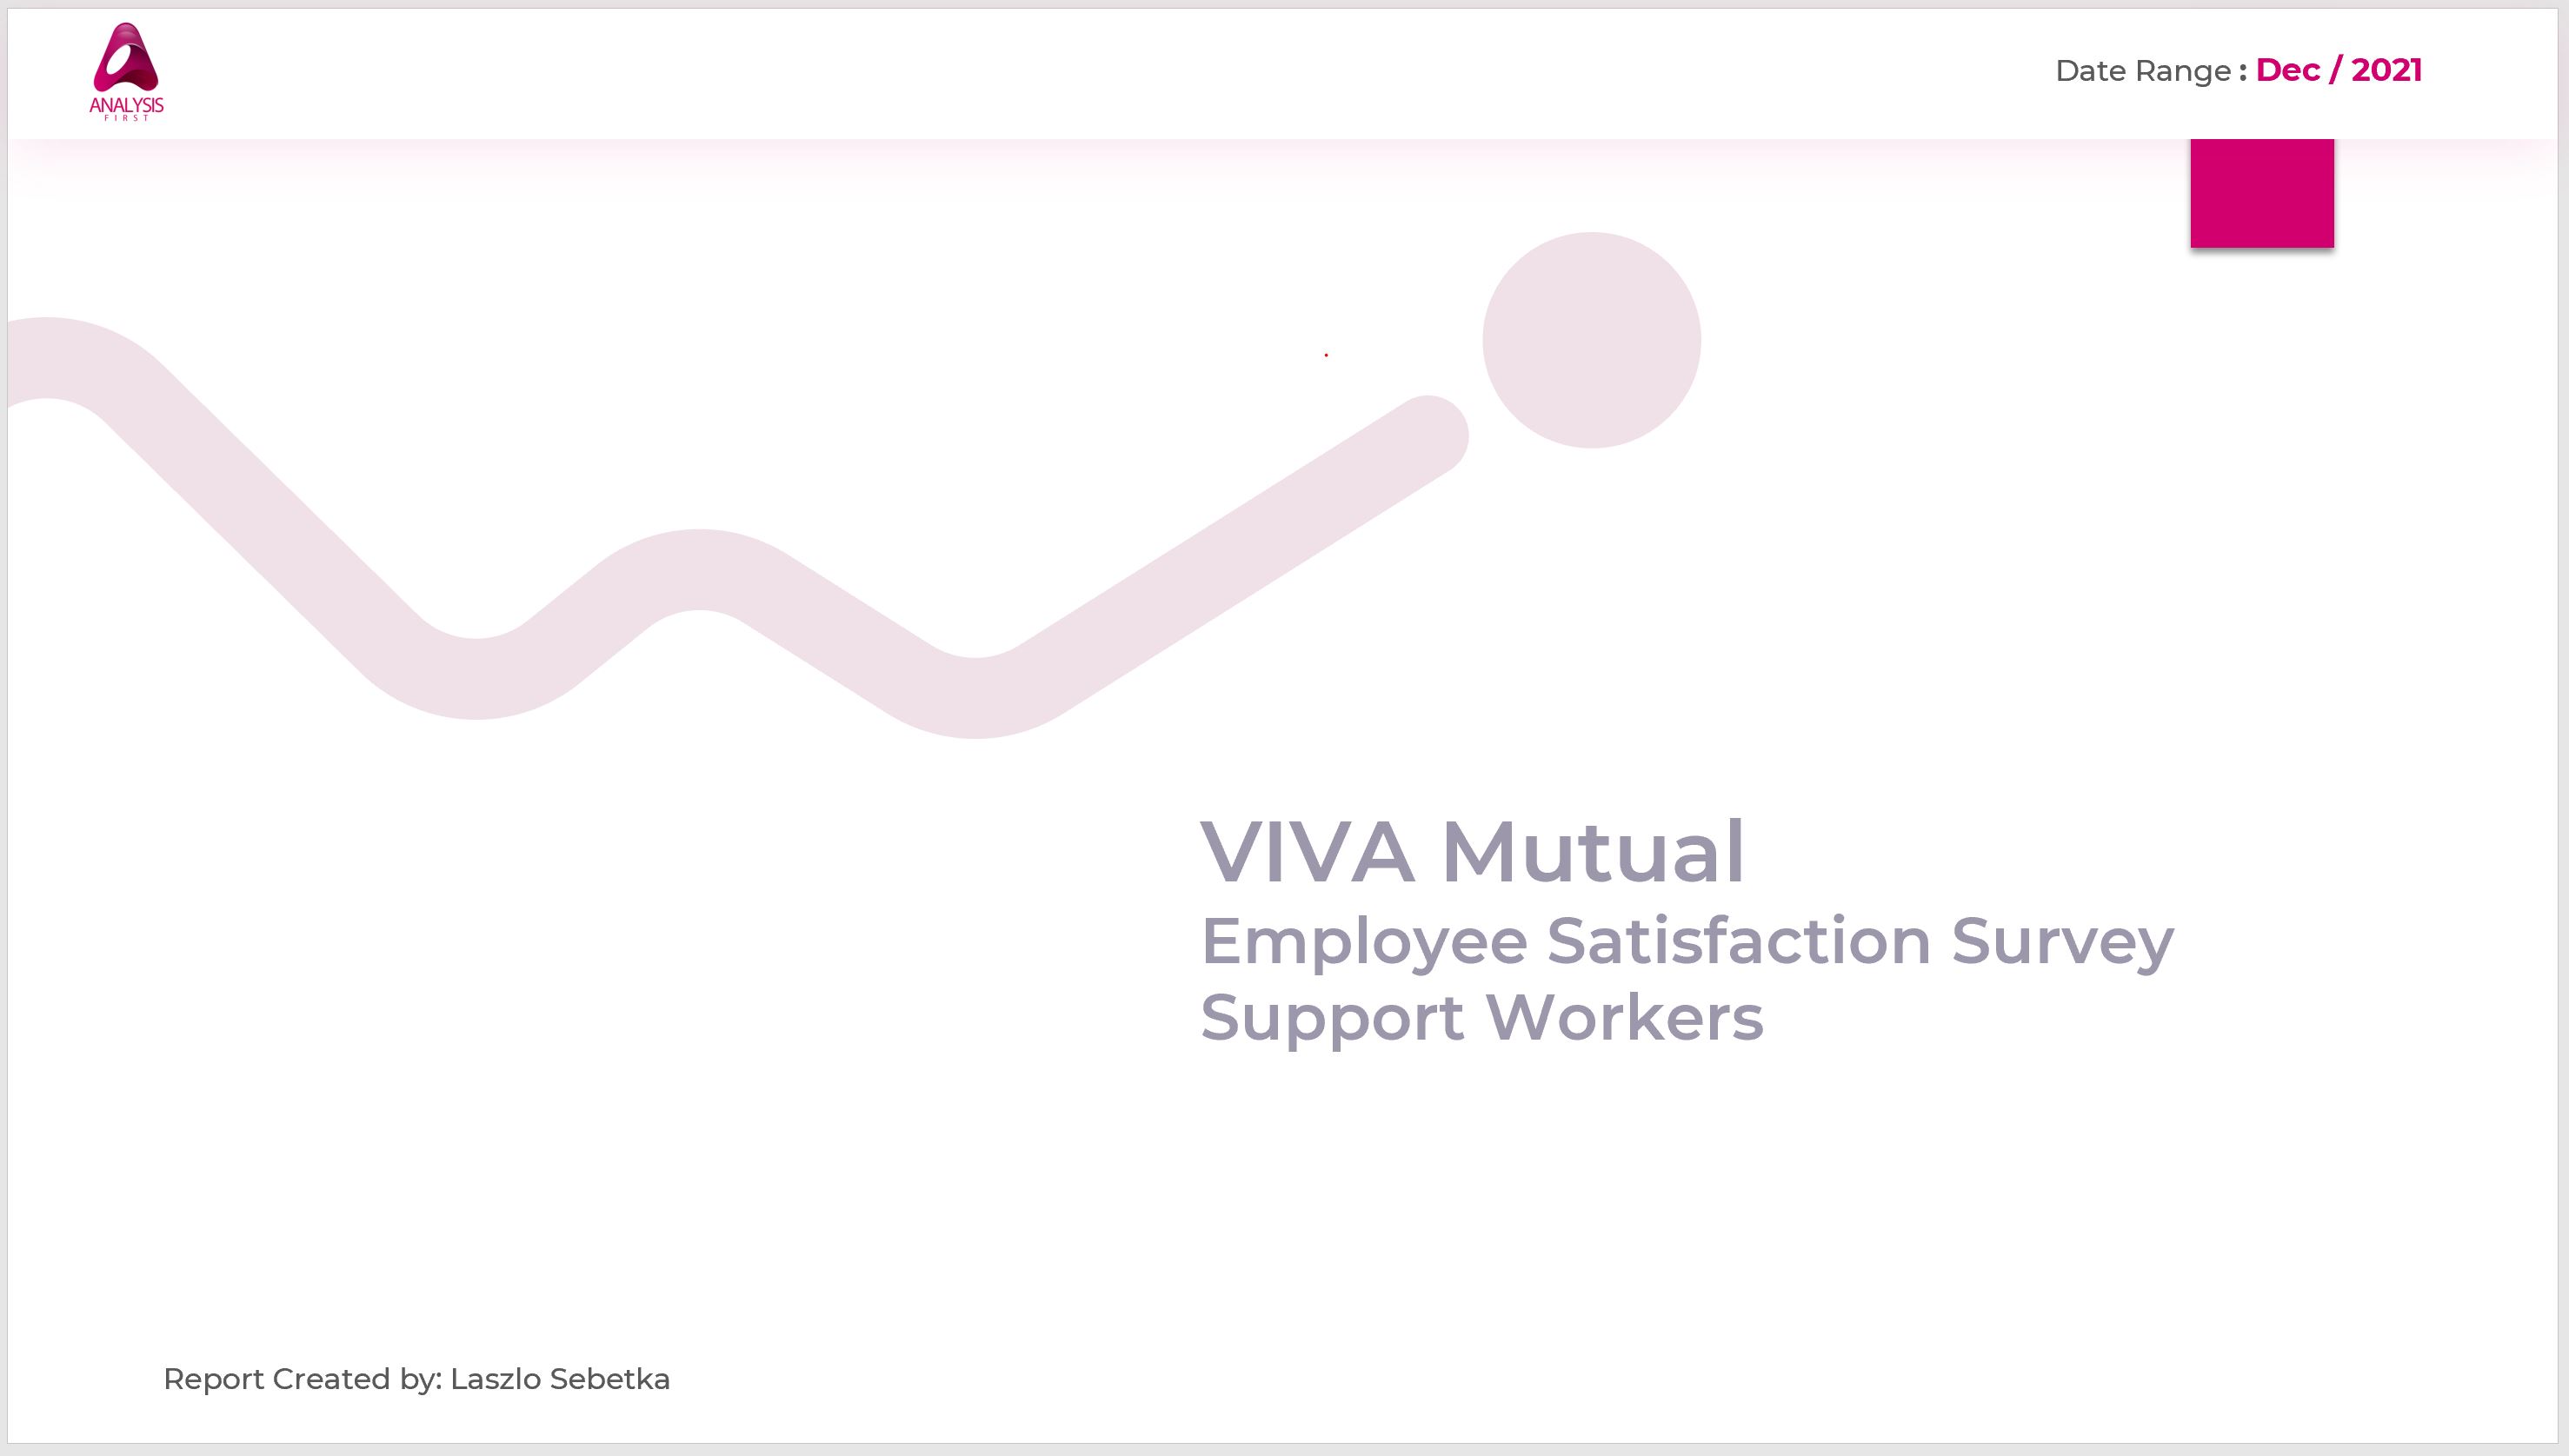 ANALYSIS
FIRST
Date Range : Dec / 2021
VIVA Mutual
Employee Satisfaction Survey
Support Workers
Report Created by: Laszlo Sebetka